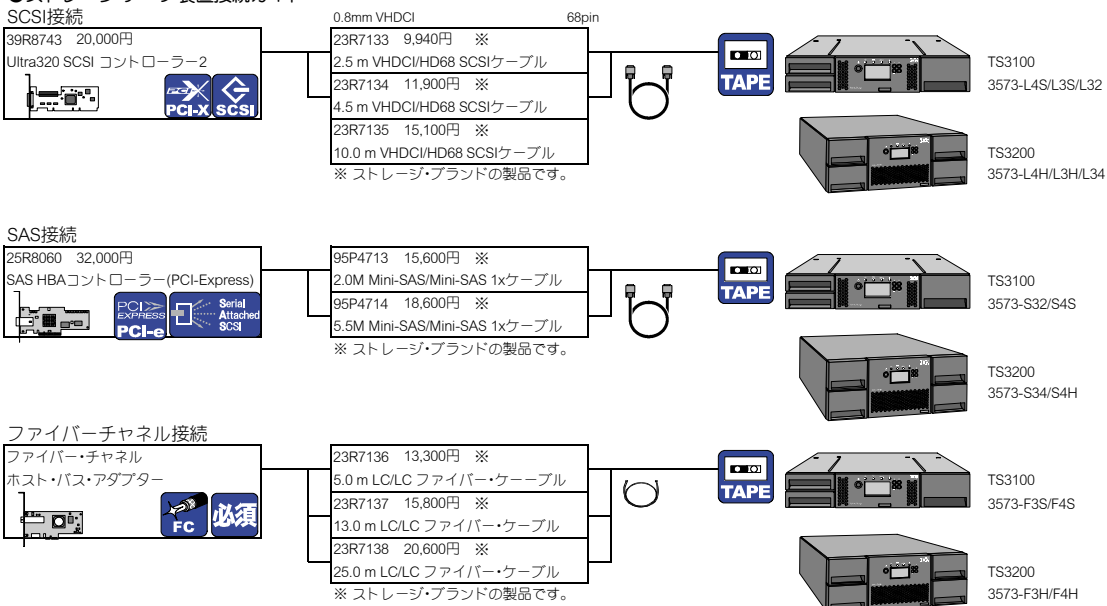 SCSI接続
0.8mm VHDCI 68pin
39R8743 20,000円
Ultra320 SCSI コントローラー2
PCI-X SCSI
23R7133 9,940円 ※
2.5 m VHDCI/HD68 SCSIケーブル
23R7134 11,900円 ※
4.5 m VHDCI/HD68 SCSIケーブル
23R7135 15,100円 ※
10.0 m VHDCI/HD68 SCSIケーブル
※ ストレージ・ブランドの製品です。
TAPE
TS3100
3573-L4S/L3S/L32
TS3200
3573-L4H/L3H/L34
SAS接続
25R8060 32,000円
SAS HBAコントローラー(PCI-Express)
PCI EXPRESS
PCI-e
Serial
Attached
SCSI
95P4713 15,600円 ※
2.0M Mini-SAS/Mini-SAS 1xケーブル
95P4714 18,600円 ※
5.5M Mini-SAS/Mini-SAS 1xケーブル
※ ストレージ・ブランドの製品です。
TAPE
TS3100
3573-S32/S4S
TS3200
3573-S34/S4H
ファイバーチャネル接続
ファイバー・チャネル
ホスト・バス・アダプター
FC 必須
23R7136 13,300円 ※
5.0 m LC/LC ファイバー・ケーーブル
23R7137 15,800円 ※
13.0 m LC/LC ファイバー・ケーブル
23R7138 20,600円 ※
25.0 m LC/LC ファイバー・ケーブル
※ ストレージ・ブランドの製品です。
TAPE
TS3100
3573-F3S/F4S
TS3200
3573-F3H/F4H